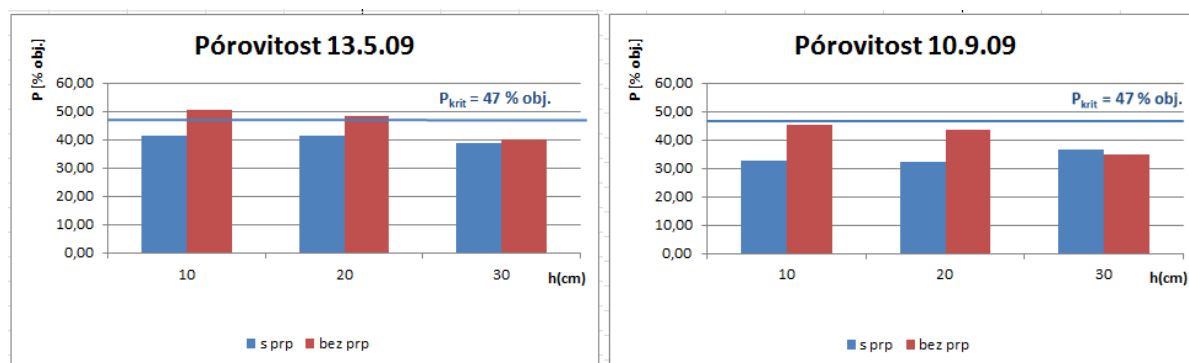 Pórovitost 13.5.09
P [% obj.]
60,00
50,00
40,00
30,00
20,00
10,00
0,00
P krit = 47 % obj.
10 20 30 h(cm)
s prp bez prp
Pórovitost 10.9.09
P [% obj.]
60,00
50,00
40,00
30,00
20,00
10,00
0,00
P krit = 47 % obj.
10 20 30 h(cm)
s prp bez prp